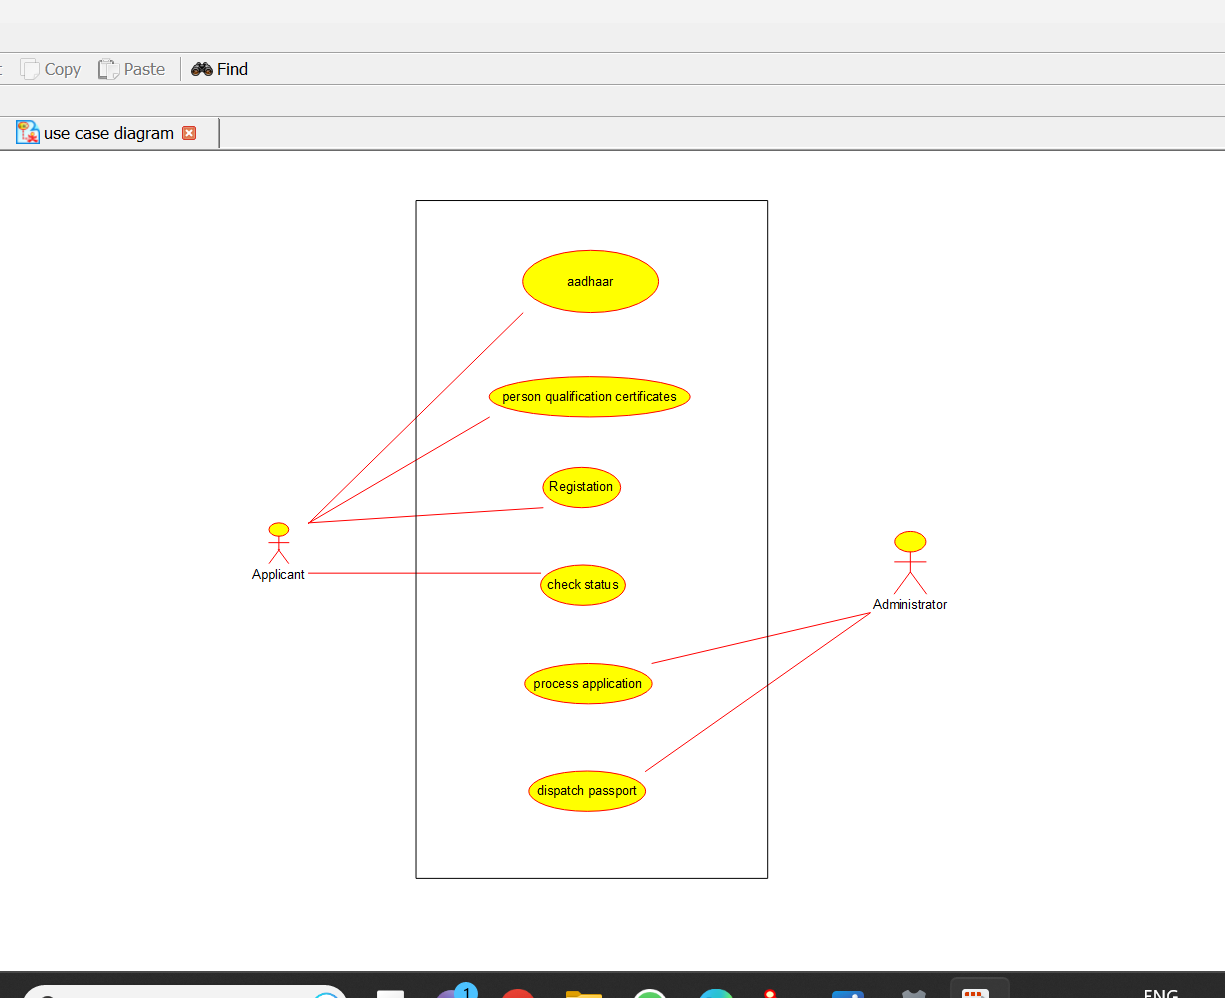 Copy Paste Find
use case diagram
aadhaar
person qualification certificates
Registation
check status
Applicant
Administrator
process application
dispatch passport
1
ENG